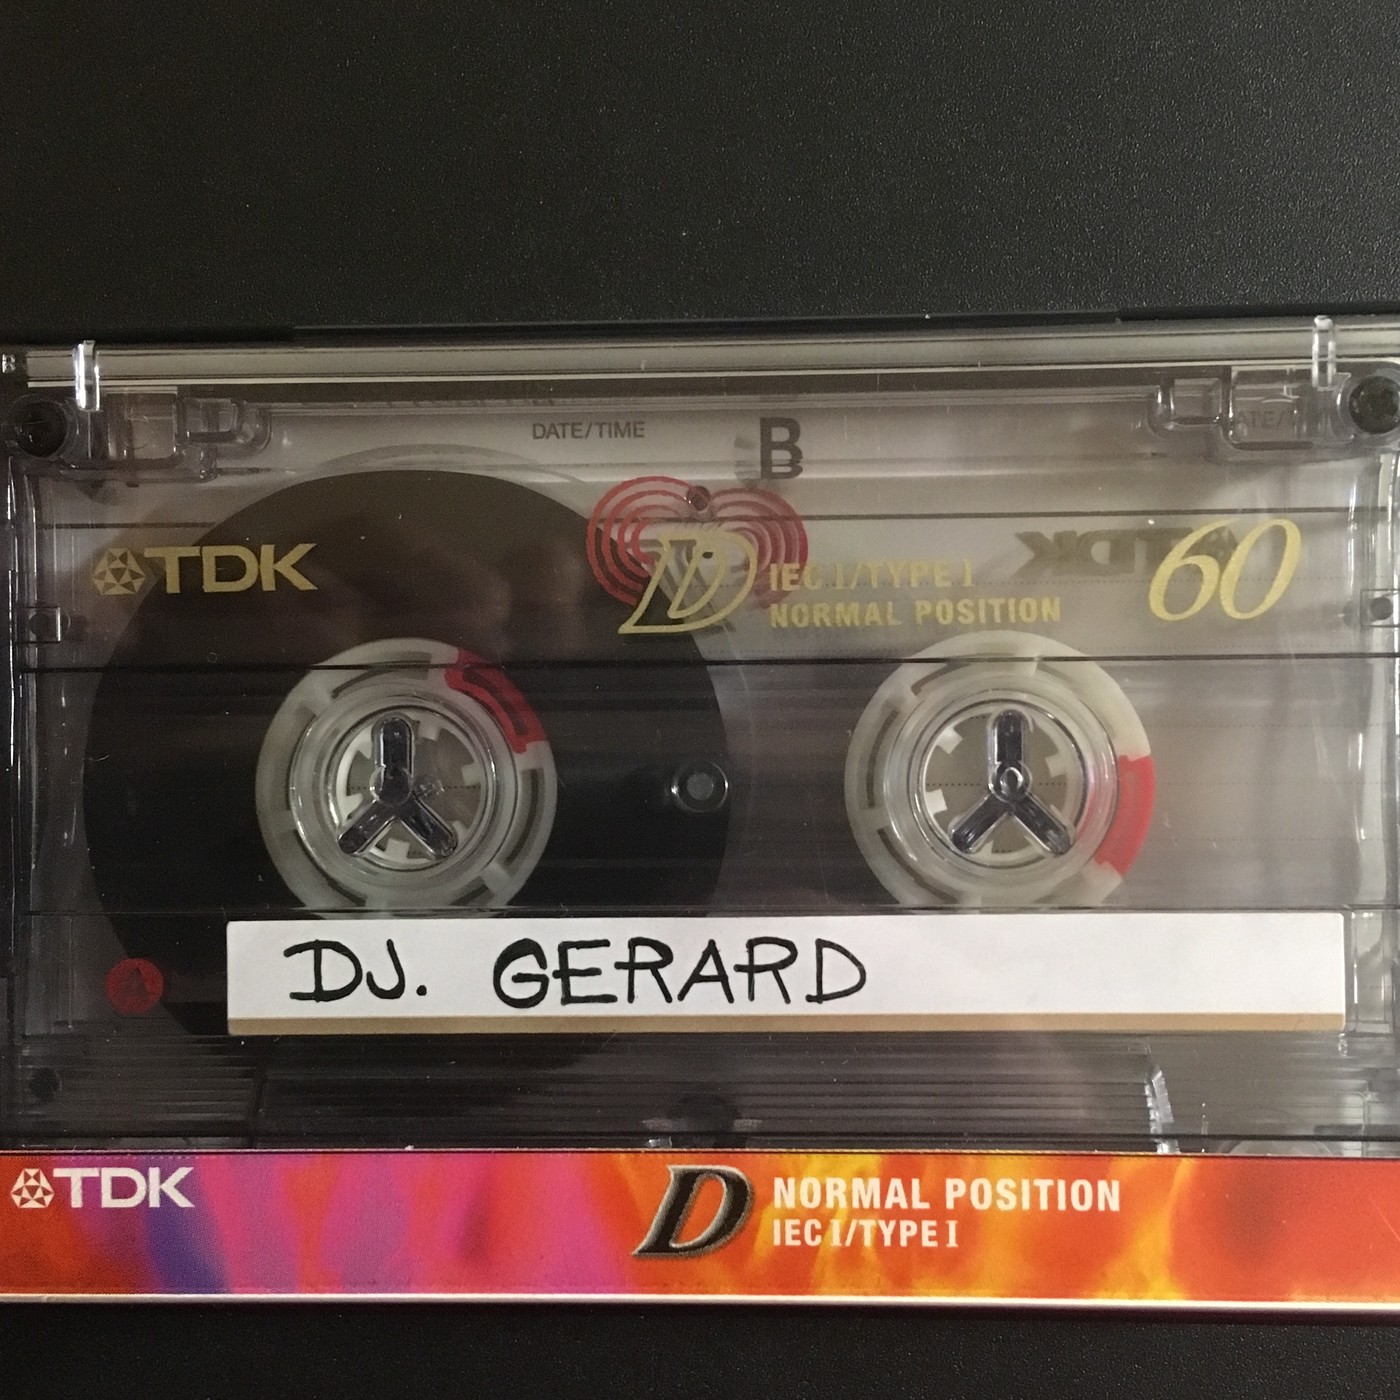 DATE/TIME
B
TDK
D
IEC I/TYPE I
NORMAL POSITION
TDK
60
A
DJ. GERARD
TDK
D
NORMAL POSITION
IEC I/TYPE I